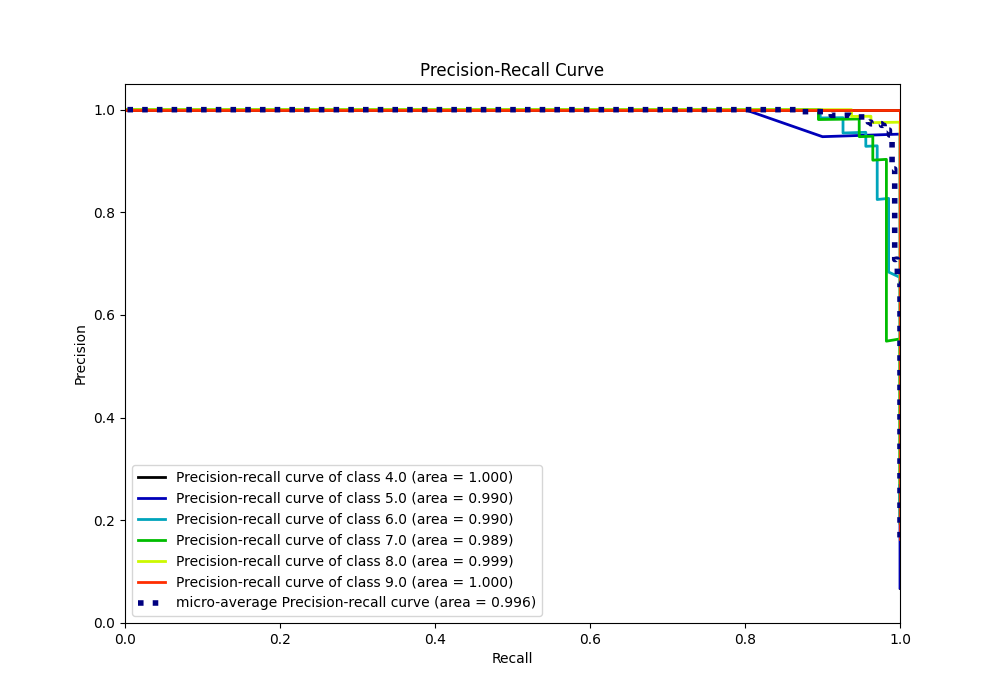 Precision-Recall Curve
1.0
0.8
0.6
0.4
0.2
0.0
Precision
Precision-recall curve of class 4.0 (area = 1.000)
Precision-recall curve of class 5.0 (area = 0.990)
Precision-recall curve of class 6.0 (area = 0.990)
Precision-recall curve of class 7.0 (area = 0.989)
Precision-recall curve of class 8.0 (area = 0.999)
Precision-recall curve of class 9.0 (area = 1.000)
micro-average Precision-recall curve (area = 0.996)
0.0 0.2 0.4 0.6 0.8 1.0
Recall